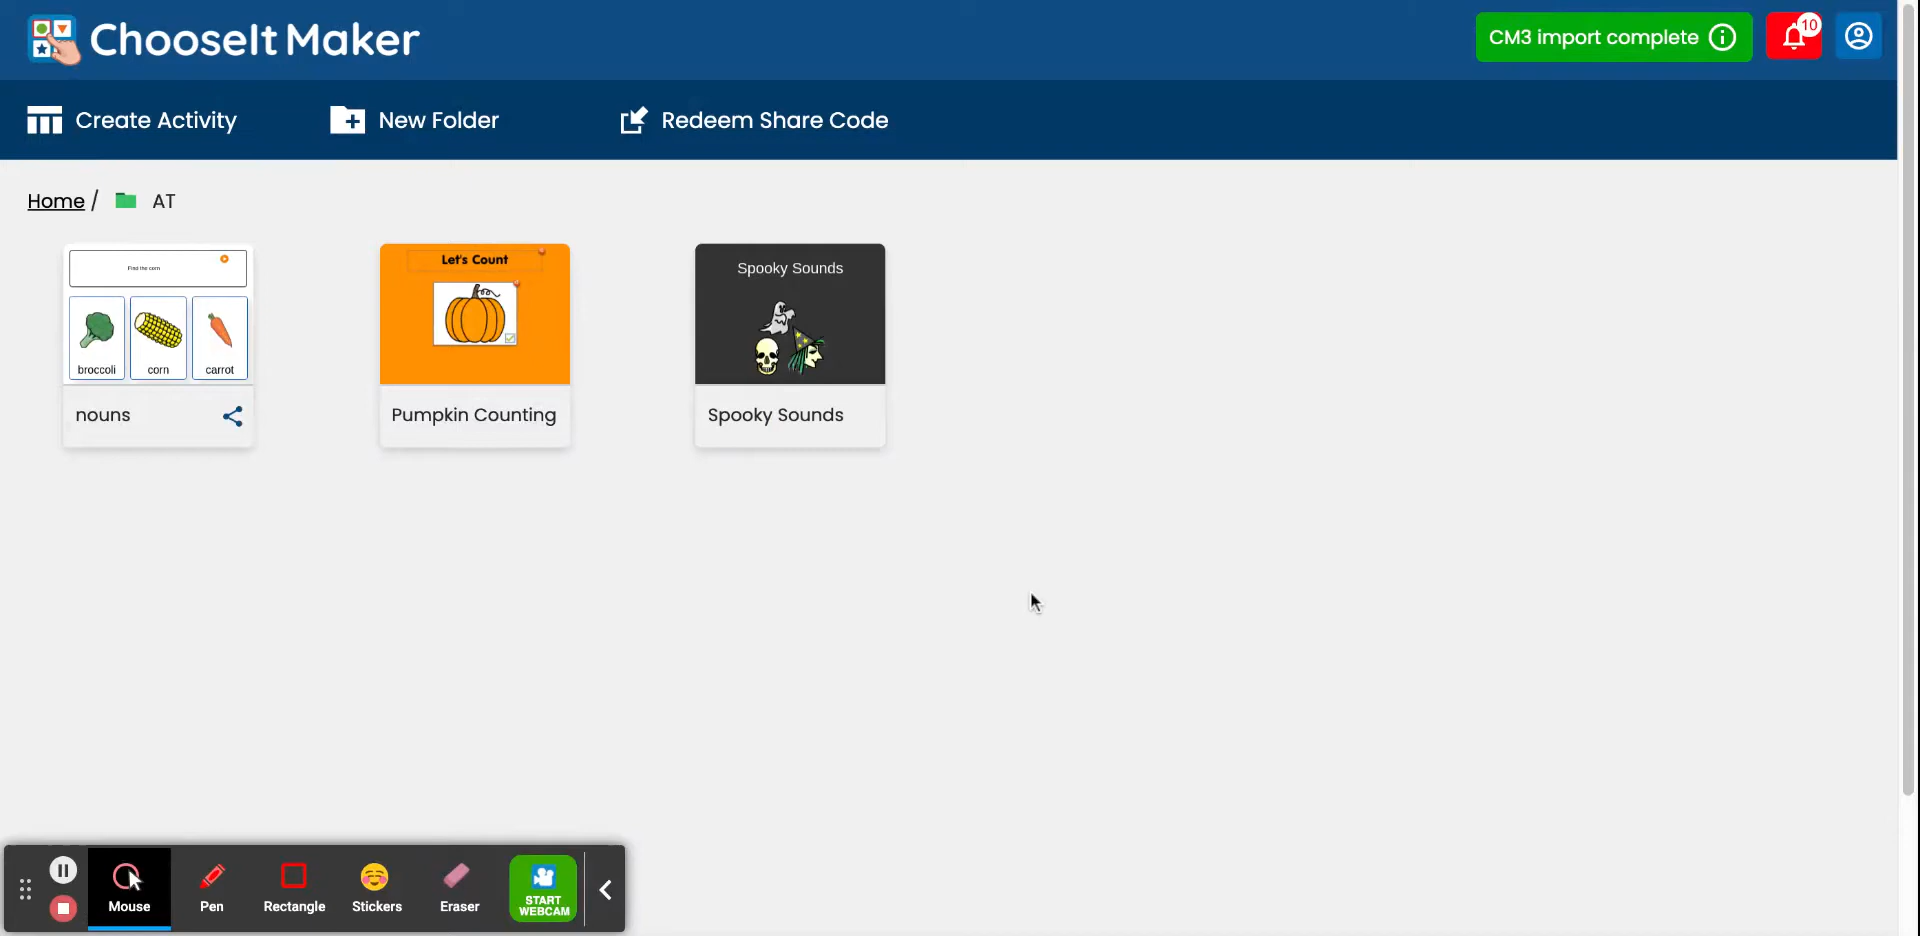 ChooseIt Maker
CM3 import complete
10
Create Activity
New Folder
Redeem Share Code
Home / AT
Find the corn
broccoli
corn
carrot
nouns
Let's Count
Pumpkin Counting
Spooky Sounds
Spooky Sounds
Mouse
Pen
Rectangle
Stickers
Eraser
START
WEBCAM